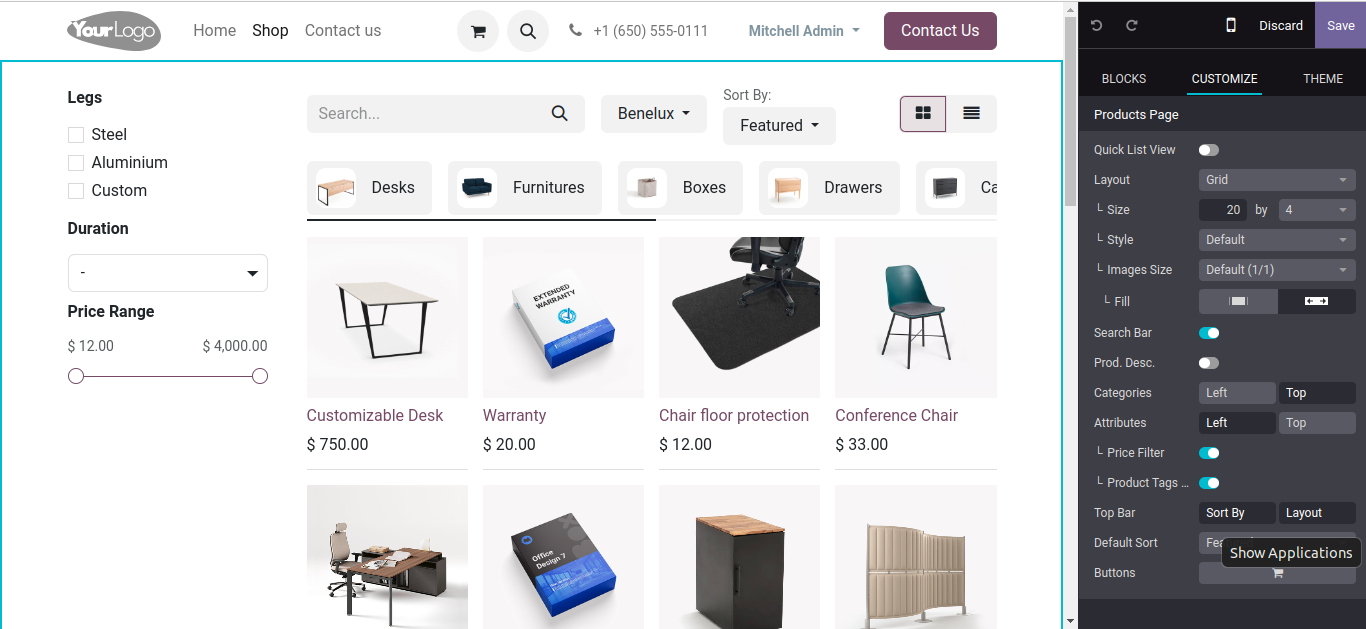 YourLogo
Home Shop Contact us
+1 (650) 555-0111
Mitchell Admin
Contact Us
Legs
Steel
Aluminium
Custom
Duration
-
Price Range
$ 12.00 $ 4,000.00
Search...
Benelux
Sort By:
Featured
Desks Furnitures Boxes Drawers Ca
EXTENDED
WARRANTY
Customizable Desk
$ 750.00
Warranty
$ 20.00
Chair floor protection
$ 12.00
Conference Chair
$ 33.00
Office
Design 7
Discard Save
BLOCKS CUSTOMIZE THEME
Products Page
Quick List View
Layout Grid
└ Size 20 by 4
└ Style Default
└ Images Size Default (1/1)
└ Fill
Search Bar
Prod. Desc.
Categories Left Top
Attributes Left Top
└ Price Filter
└ Product Tags ...
Top Bar Sort By Layout
Default Sort
Show Applications
Buttons